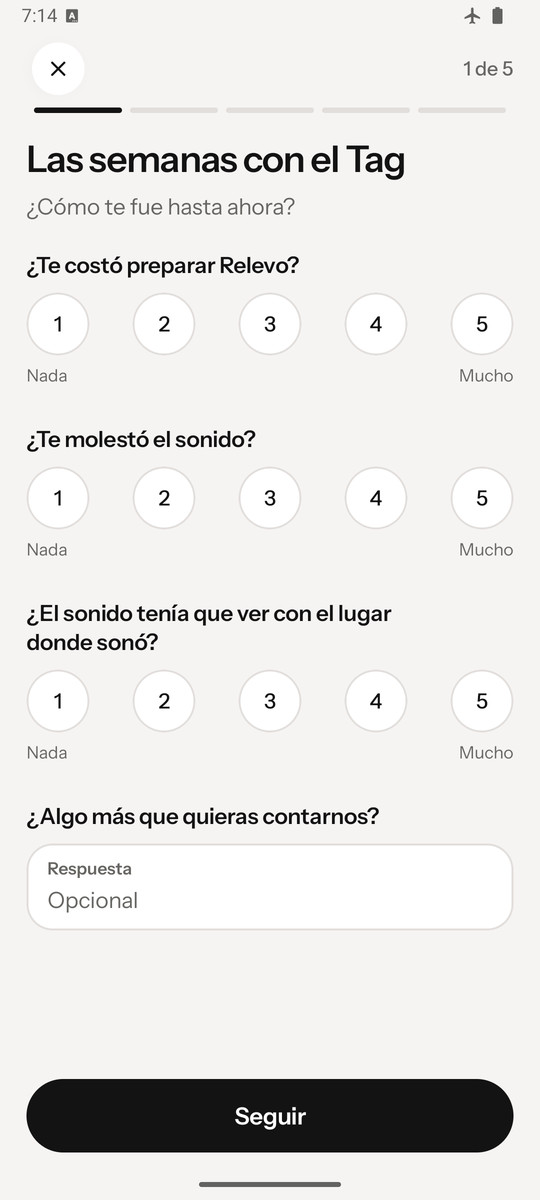 7:14
A
1 de 5
Las semanas con el Tag
¿Cómo te fue hasta ahora?
¿Te costó preparar Relevo?
1 2 3 4 5
Nada Mucho
¿Te molestó el sonido?
1 2 3 4 5
Nada Mucho
¿El sonido tenía que ver con el lugar
donde sonó?
1 2 3 4 5
Nada Mucho
¿Algo más que quieras contarnos?
Respuesta
Opcional
Seguir